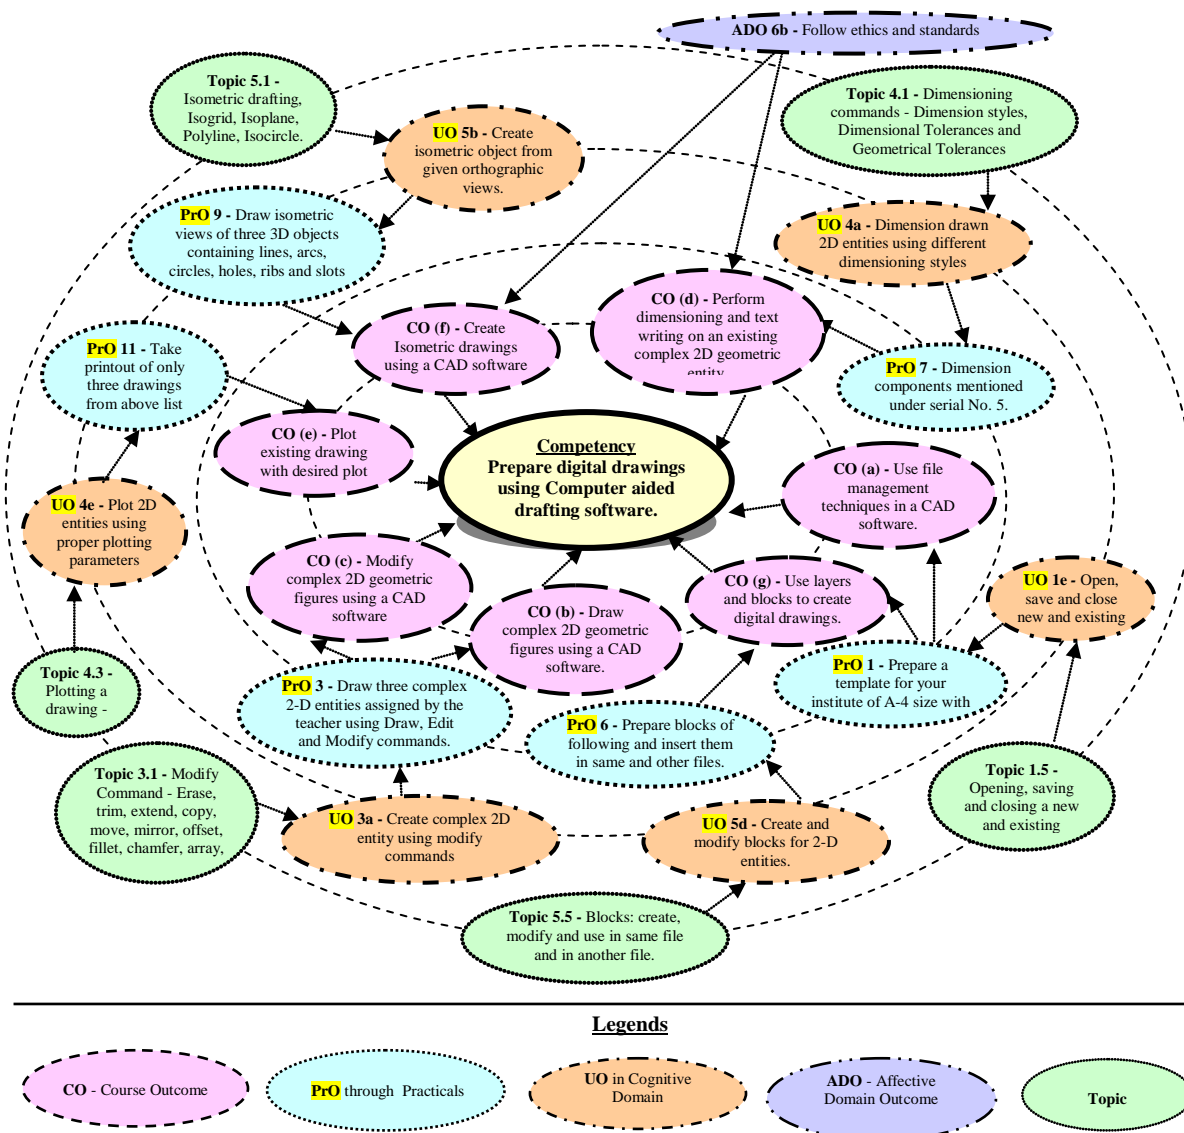 ADO 6b - Follow ethics and standards
Topic 5.1 -
Isometric drafting,
Isogrid, Isoplane,
Polyline, Isocircle.
Topic 4.1 - Dimensioning
commands - Dimension styles,
Dimensional Tolerances and
Geometrical Tolerances
UO 5b - Create
isometric object from
given orthographic
views.
PrO 9 - Draw isometric
views of three 3D objects
containing lines, arcs,
circles, holes, ribs and slots
UO 4a - Dimension drawn
2D entities using different
dimensioning styles
CO (d) - Perform
dimensioning and text
writing on an existing
complex 2D geometric
entity
CO (f) - Create
Isometric drawings
using a CAD software
PrO 11 - Take
printout of only
three drawings
from above list
PrO 7 - Dimension
components mentioned
under serial No. 5.
CO (e) - Plot
existing drawing
with desired plot
Competency
Prepare digital drawings
using Computer aided
drafting software.
CO (a) - Use file
management
techniques in a CAD
software.
UO 4e - Plot 2D
entities using
proper plotting
parameters
CO (c) - Modify
complex 2D geometric
figures using a CAD
software
CO (b) - Draw
complex 2D geometric
figures using a CAD
software.
CO (g) - Use layers
and blocks to create
digital drawings.
UO 1e - Open,
save and close
new and existing
Topic 4.3 -
Plotting a
drawing -
PrO 3 - Draw three complex
2-D entities assigned by the
teacher using Draw, Edit
and Modify commands.
PrO 1 - Prepare a
template for your
institute of A-4 size with
PrO 6 - Prepare blocks of
following and insert them
in same and other files.
Topic 3.1 - Modify
Command - Erase,
trim, extend, copy,
move, mirror, offset,
fillet, chamfer, array,
Topic 1.5 -
Opening, saving
and closing a new
and existing
UO 3a - Create complex 2D
entity using modify
commands
UO 5d - Create and
modify blocks for 2-D
entities.
Topic 5.5 - Blocks: create,
modify and use in same file
and in another file.
Legends
CO - Course Outcome
PrO through Practicals
UO in Cognitive
Domain
ADO - Affective
Domain Outcome
Topic